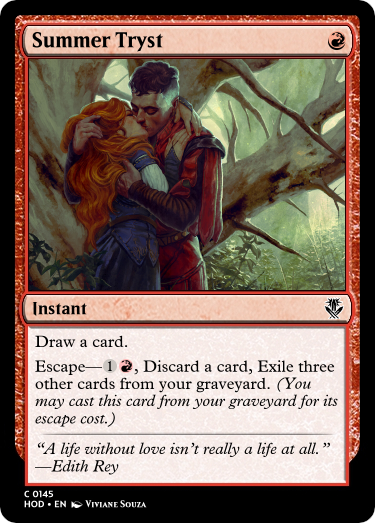 Summer Tryst
Instant
Draw a card.
Escape—1, Discard a card, Exile three
other cards from your graveyard. (You
may cast this card from your graveyard for its
escape cost.)
“A life without love isn’t really a life at all.”
—Edith Rey
C 0145
HOD • EN Viviane Souza